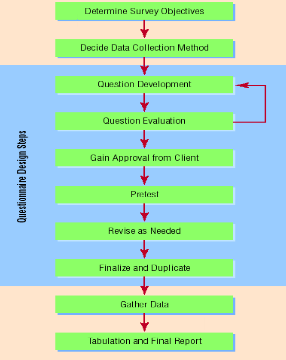 Determine Survey Objectives
Decide Data Collection Method
Question Development
Question Evaluation
Gain Approval from Client
Pretest
Revise as Needed
Finalize and Duplicate
Gather Data
Tabulation and Final Report
Questionnaire Design Steps